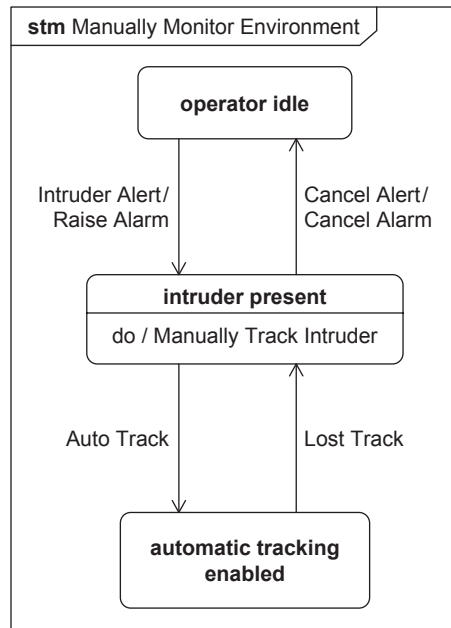 stm Manually Monitor Environment
operator idle
Intruder Alert/
Raise Alarm
Cancel Alert/
Cancel Alarm
intruder present
do / Manually Track Intruder
Auto Track
Lost Track
automatic tracking
enabled